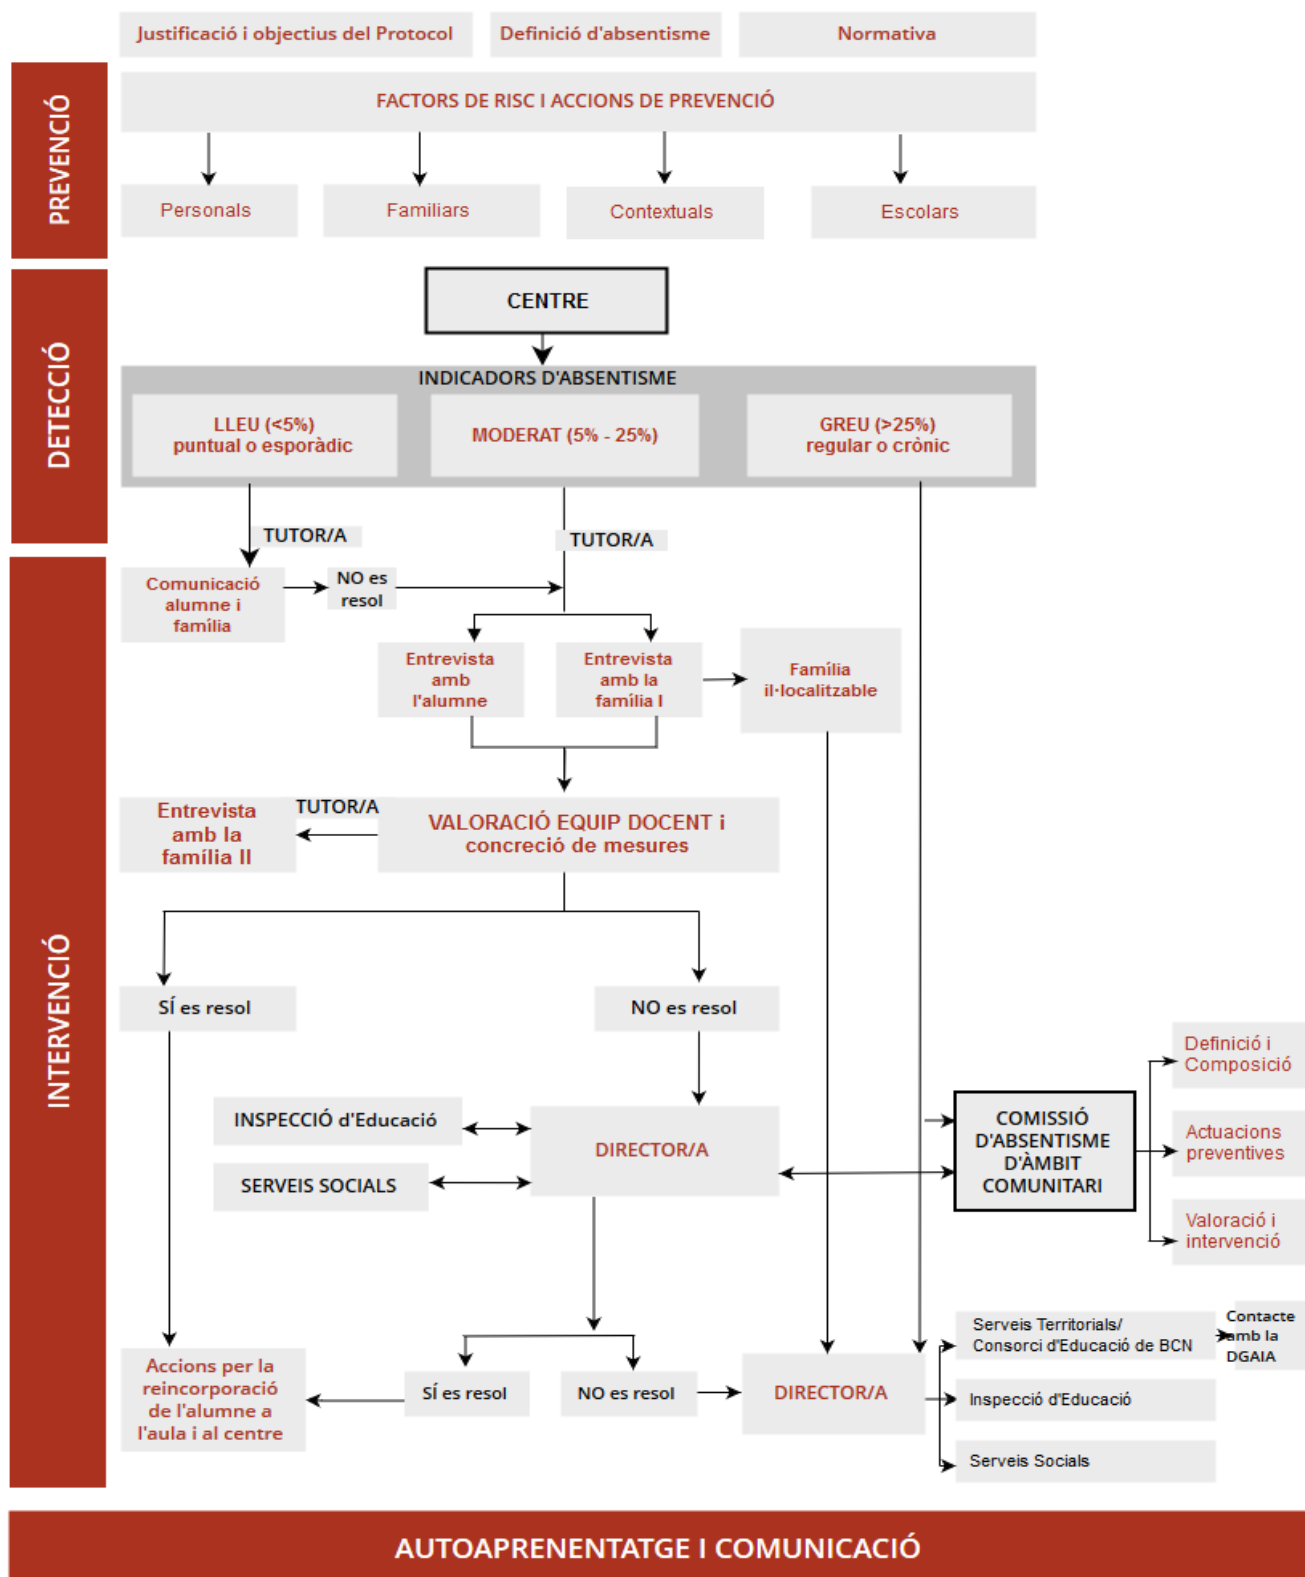 Justificació i objectius del Protocol
Definició d'absentisme
Normativa
PREVENCIÓ
FACTORS DE RISC I ACCIONS DE PREVENCIÓ
Personals
Familiars
Contextuals
Escolars
DETECCIÓ
CENTRE
INDICADORS D'ABSENTISME
LLEU (<5%)
puntual o esporàdic
MODERAT (5% - 25%)
GREU (>25%)
regular o crònic
TUTOR/A
TUTOR/A
INTERVENCIÓ
Comunicació
alumne i
família
NO es
resol
Entrevista
amb
l'alumne
Entrevista
amb la
família I
Família
il·localitzable
Entrevista
amb la
família II
TUTOR/A
VALORACIÓ EQUIP DOCENT i
concreció de mesures
SÍ es resol
NO es resol
INSPECCIÓ d'Educació
SERVEIS SOCIALS
DIRECTOR/A
COMISSIÓ
D'ABSENTISME
D'ÀMBIT
COMUNITARI
Definició i
Composició
Actuacions
preventives
Valoració i
intervenció
Accions per la
reincorporació
de l'alumne a
l'aula i al centre
SÍ es resol
NO es resol
DIRECTOR/A
Serveis Territorials/
Consorci d'Educació de BCN
Contacte
amb la
DGAIA
Inspecció d'Educació
Serveis Socials
AUTOAPRENENTATGE I COMUNICACIÓ